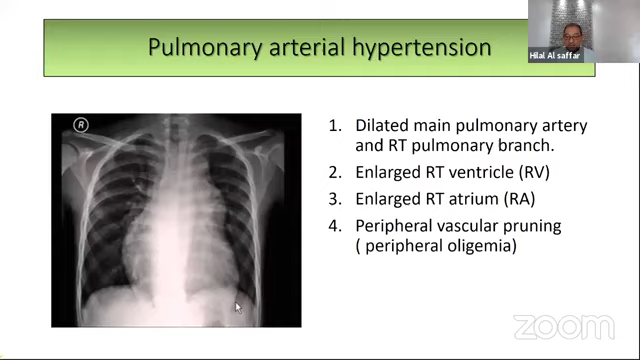 Pulmonary arterial hypertension
Hilal Al saffar
R
1. Dilated main pulmonary artery
and RT pulmonary branch.
2. Enlarged RT ventricle (RV)
3. Enlarged RT atrium (RA)
4. Peripheral vascular pruning
( peripheral oligemia)
zoom